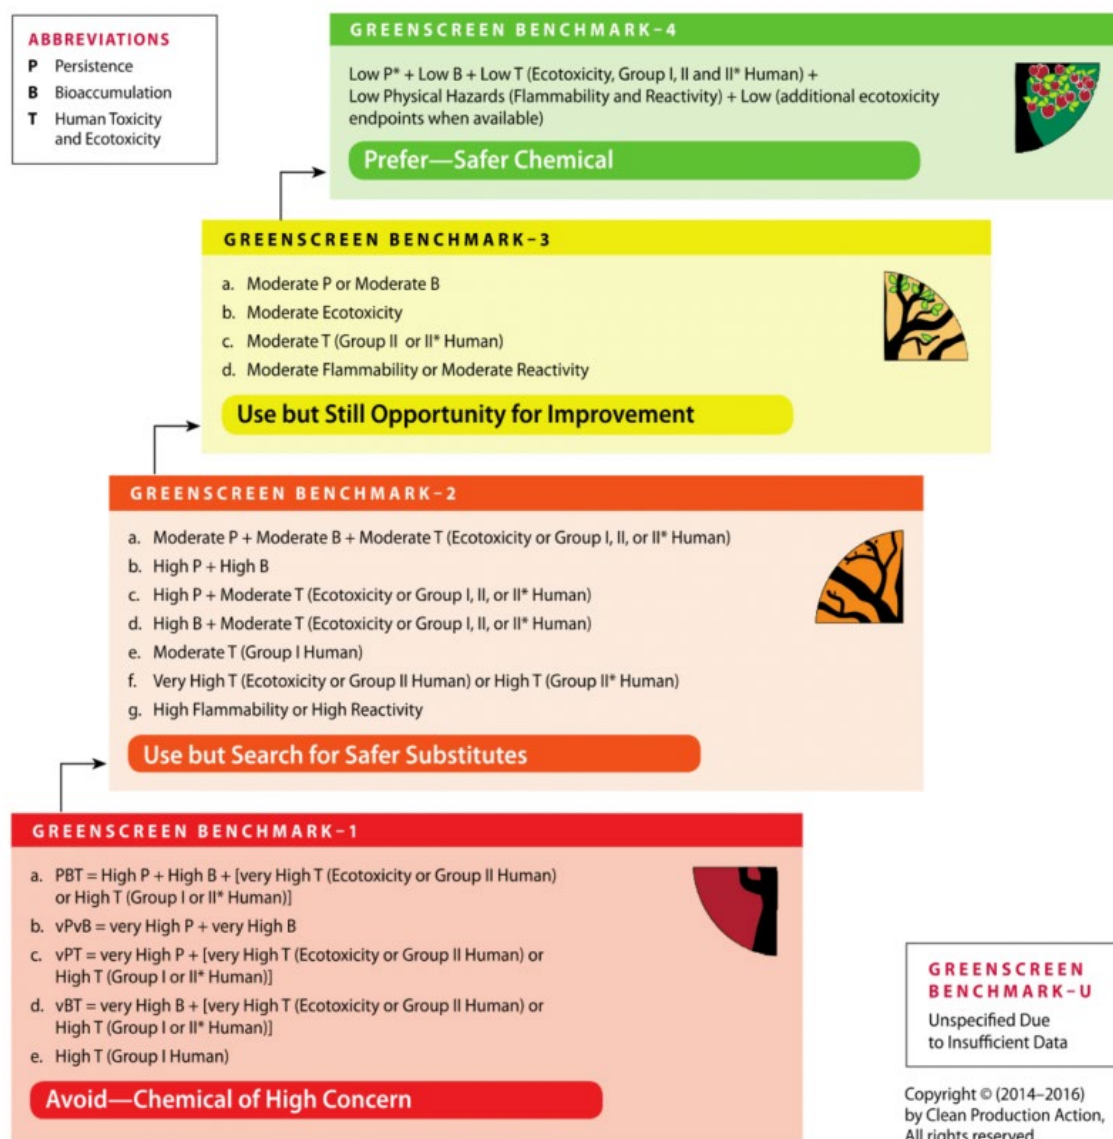 ABBREVIATIONS
P Persistence
B Bioaccumulation
T Human Toxicity
and Ecotoxicity
GREENSCREEN BENCHMARK–4
Low P* + Low B + Low T (Ecotoxicity, Group I, II and II* Human) +
Low Physical Hazards (Flammability and Reactivity) + Low (additional ecotoxicity
endpoints when available)
Prefer—Safer Chemical
GREENSCREEN BENCHMARK–3
a. Moderate P or Moderate B
b. Moderate Ecotoxicity
c. Moderate T (Group II or II* Human)
d. Moderate Flammability or Moderate Reactivity
Use but Still Opportunity for Improvement
GREENSCREEN BENCHMARK–2
a. Moderate P + Moderate B + Moderate T (Ecotoxicity or Group I, II, or II* Human)
b. High P + High B
c. High P + Moderate T (Ecotoxicity or Group I, II, or II* Human)
d. High B + Moderate T (Ecotoxicity or Group I, II, or II* Human)
e. Moderate T (Group I Human)
f. Very High T (Ecotoxicity or Group II Human) or High T (Group II* Human)
g. High Flammability or High Reactivity
Use but Search for Safer Substitutes
GREENSCREEN BENCHMARK–1
a. PBT = High P + High B + [very High T (Ecotoxicity or Group II Human)
or High T (Group I or II* Human)]
b. vPvB = very High P + very High B
c. vPT = very High P + [very High T (Ecotoxicity or Group II Human) or
High T (Group I or II* Human)]
d. vBT = very High B + [very High T (Ecotoxicity or Group II Human) or
High T (Group I or II* Human)]
e. High T (Group I Human)
Avoid—Chemical of High Concern
GREENSCREEN
BENCHMARK–U
Unspecified Due
to Insufficient Data
Copyright © (2014–2016)
by Clean Production Action,
All rights reserved